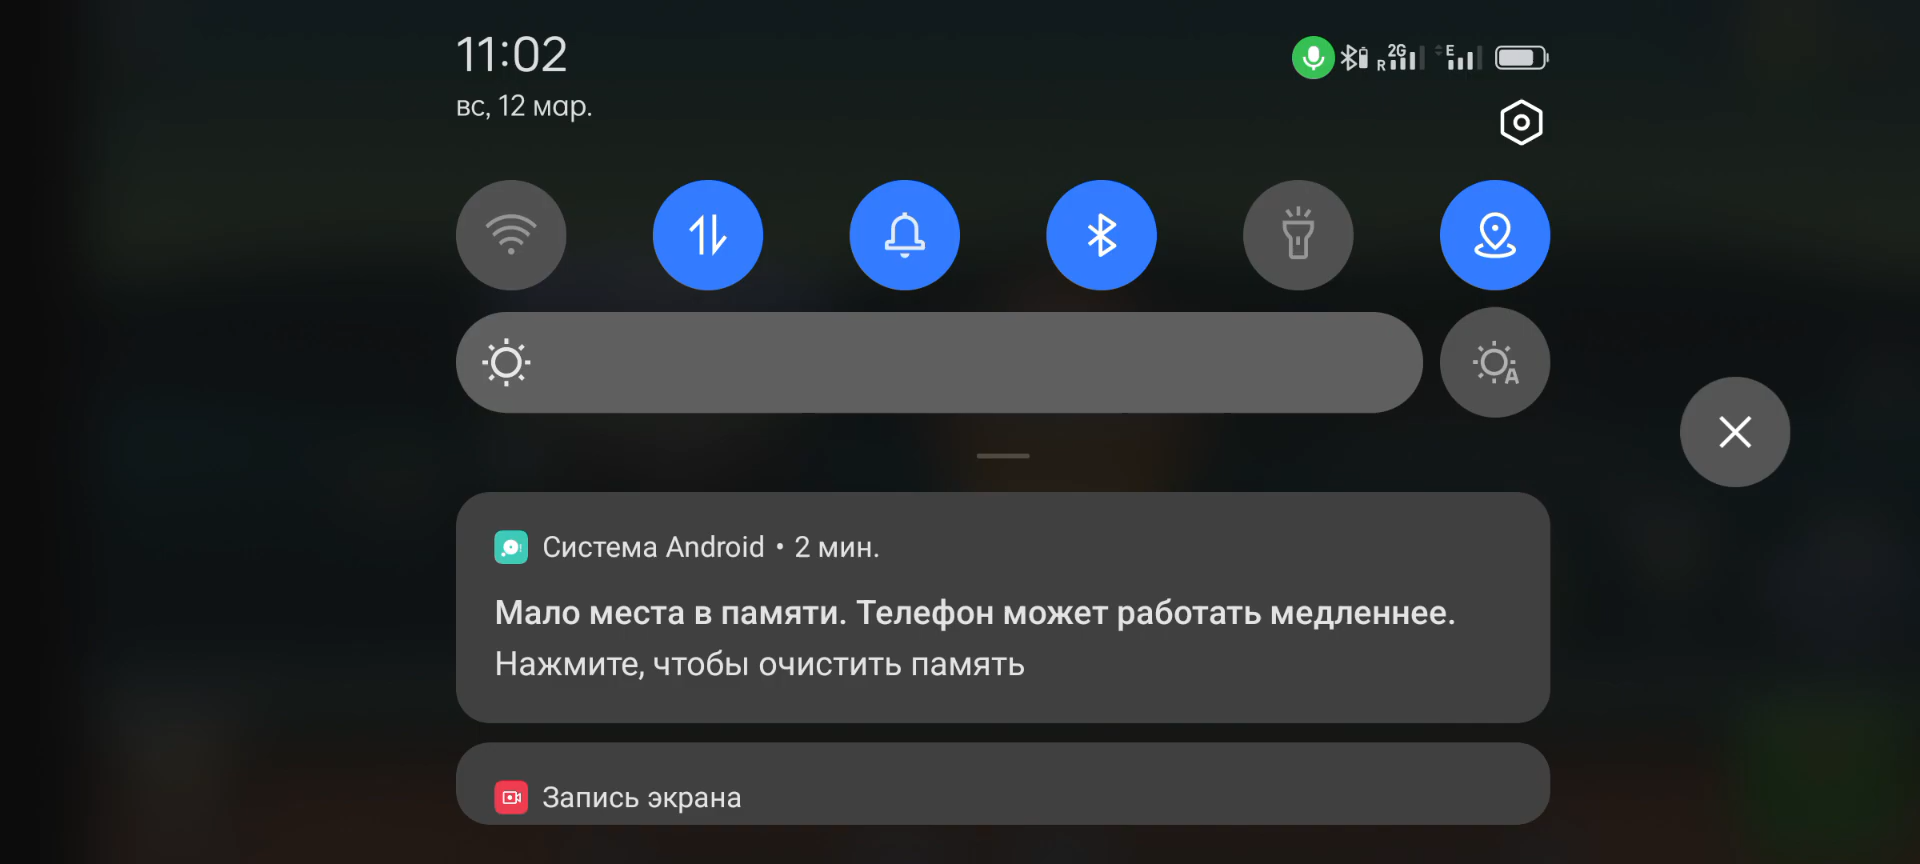 11:02
вс, 12 мар.
2G
R
E
A
Система Android • 2 мин.
Мало места в памяти. Телефон может работать медленнее.
Нажмите, чтобы очистить память
Запись экрана